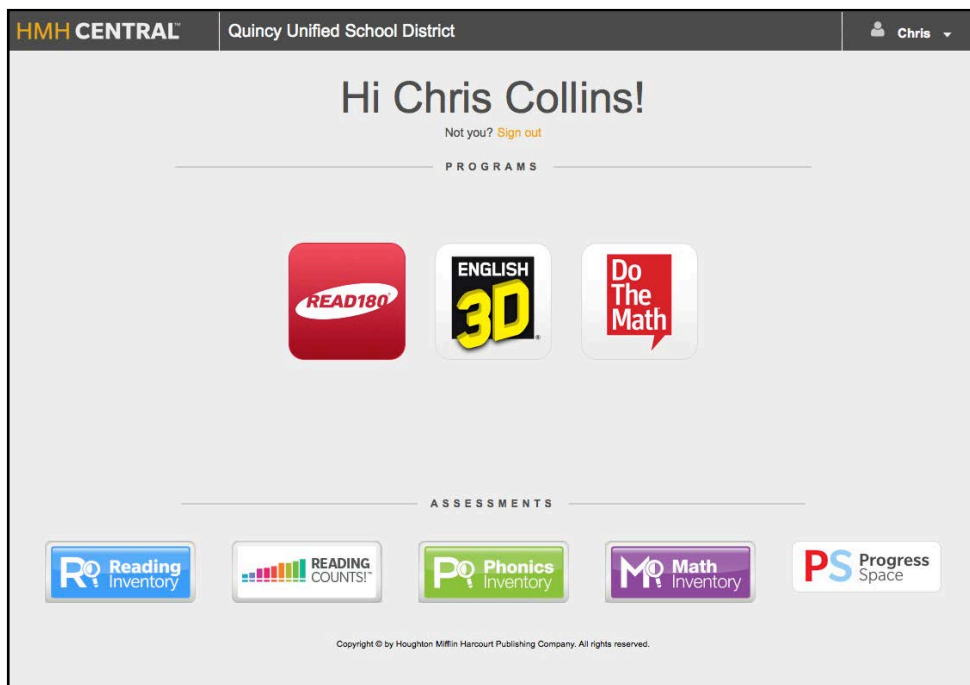 HMH CENTRAL™ Quincy Unified School District Chris
Hi Chris Collins!
Not you? Sign out
PROGRAMS
READ180®
ENGLISH
3D®
Do
The
Math
ASSESSMENTS
Reading
Inventory
READING
COUNTS!™
Phonics
Inventory
Math
Inventory
PS Progress
Space
Copyright © by Houghton Mifflin Harcourt Publishing Company. All rights reserved.